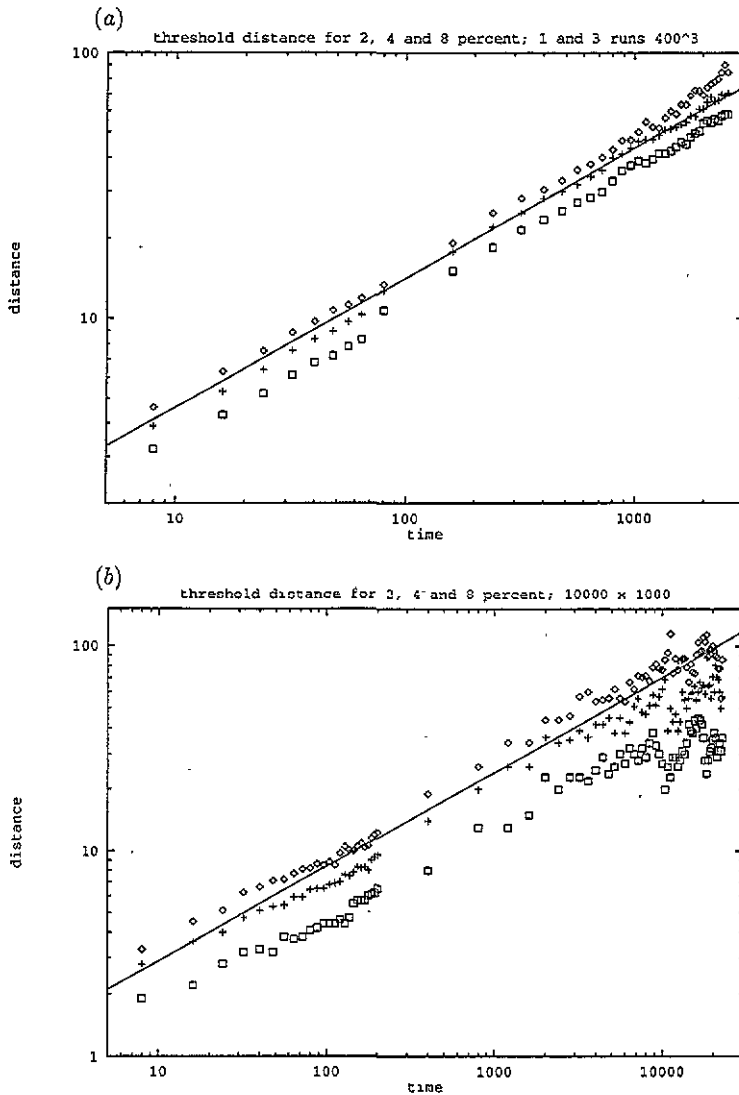 (a)
threshold distance for 2, 4 and 8 percent; 1 and 3 runs 400^3
100
distance
10
10
100
1000
time
(b)
threshold distance for 2, 4 and 8 percent; 10000 x 1000
100
distance
10
1
10
100
1000
10000
time